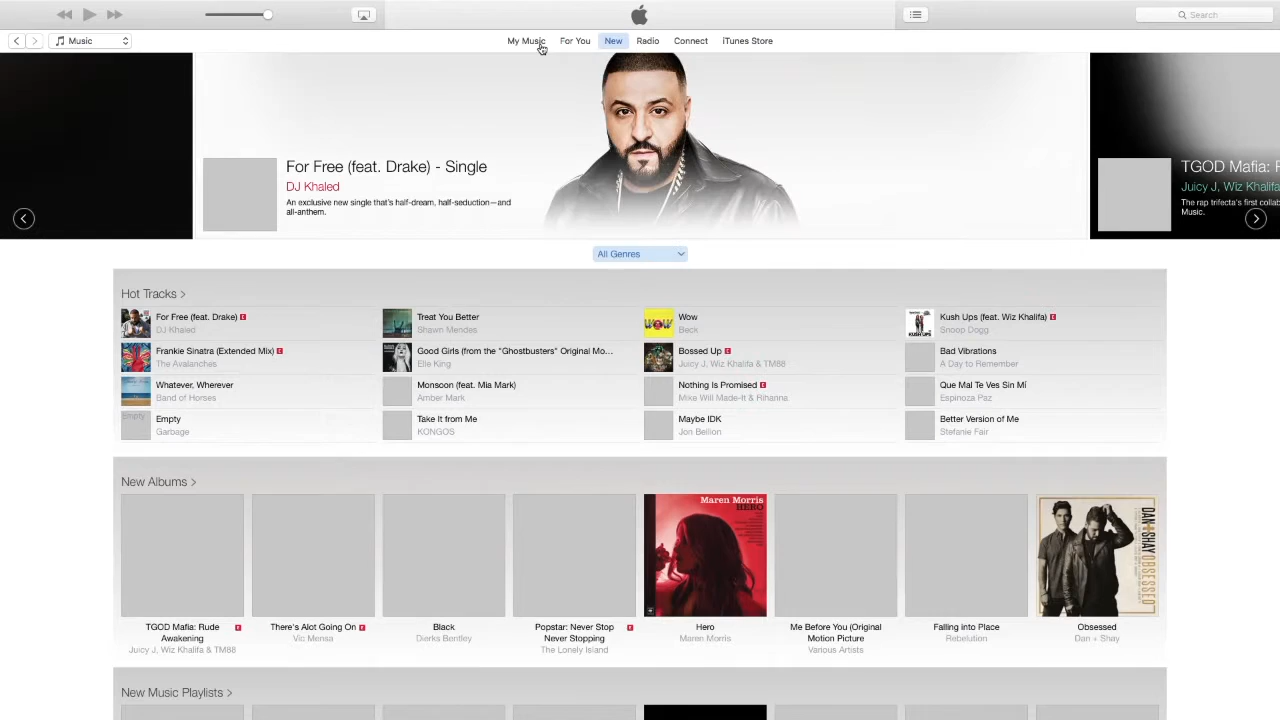 Search
Music
My Music
For You
New
Radio
Connect
iTunes Store
For Free (feat. Drake) - Single
DJ Khaled
An exclusive new single that's half-dream, half-seduction—and
all-anthem.
TGOD Mafia: R
Juicy J, Wiz Khalifa
The rap trifecta's first collab
Music.
All Genres
Hot Tracks >
For Free (feat. Drake) E
DJ Khaled
Treat You Better
Shawn Mendes
Wow
Beck
Kush Ups (feat. Wiz Khalifa) E
Snoop Dogg
Frankie Sinatra (Extended Mix) E
The Avalanches
Good Girls (from the "Ghostbusters" Original Mo...
Elle King
Bossed Up E
Juicy J, Wiz Khalifa & TM88
Bad Vibrations
A Day to Remember
Whatever, Wherever
Band of Horses
Monsoon (feat. Mia Mark)
Amber Mark
Nothing Is Promised E
Mike Will Made-It & Rihanna
Que Mal Te Ves Sin Mí
Espinoza Paz
empty
Empty
Garbage
Take It from Me
KONGOS
Maybe IDK
Jon Bellion
Better Version of Me
Stefanie Fair
New Albums >
Maren Morris
HERO
DAN + SHAY OBSESSED
TGOD Mafia: Rude
Awakening
E
Juicy J, Wiz Khalifa & TM88
There's Alot Going On E
Vic Mensa
Black
Dierks Bentley
Popstar: Never Stop
Never Stopping
E
The Lonely Island
Hero
Maren Morris
Me Before You (Original
Motion Picture
Various Artists
Falling into Place
Rebelution
Obsessed
Dan + Shay
New Music Playlists >